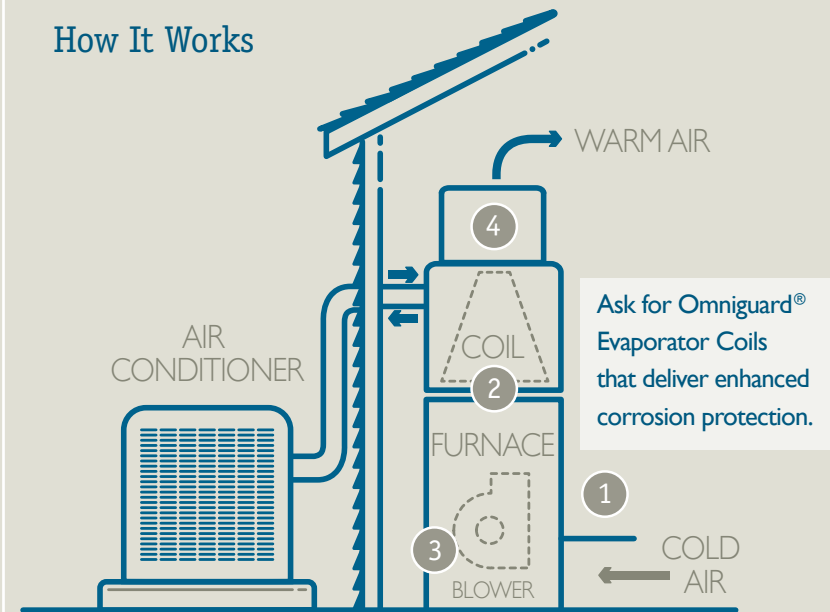 How It Works
WARM AIR
4
Ask for Omniguard®
Evaporator Coils
that deliver enhanced
corrosion protection.
AIR
CONDITIONER
COIL
2
FURNACE
1
3
COLD
AIR
BLOWER